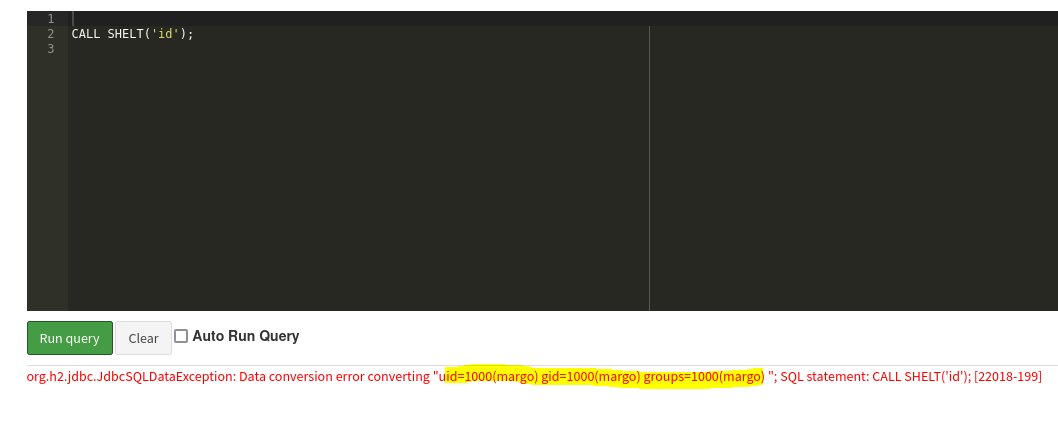 1
2 CALL SHELT('id');
3
Run query Clear Auto Run Query
org.h2.jdbc.JdbcSQLDataException: Data conversion error converting "uid=1000(margo) gid=1000(margo) groups=1000(margo) "; SQL statement: CALL SHELT('id'); [22018-199]